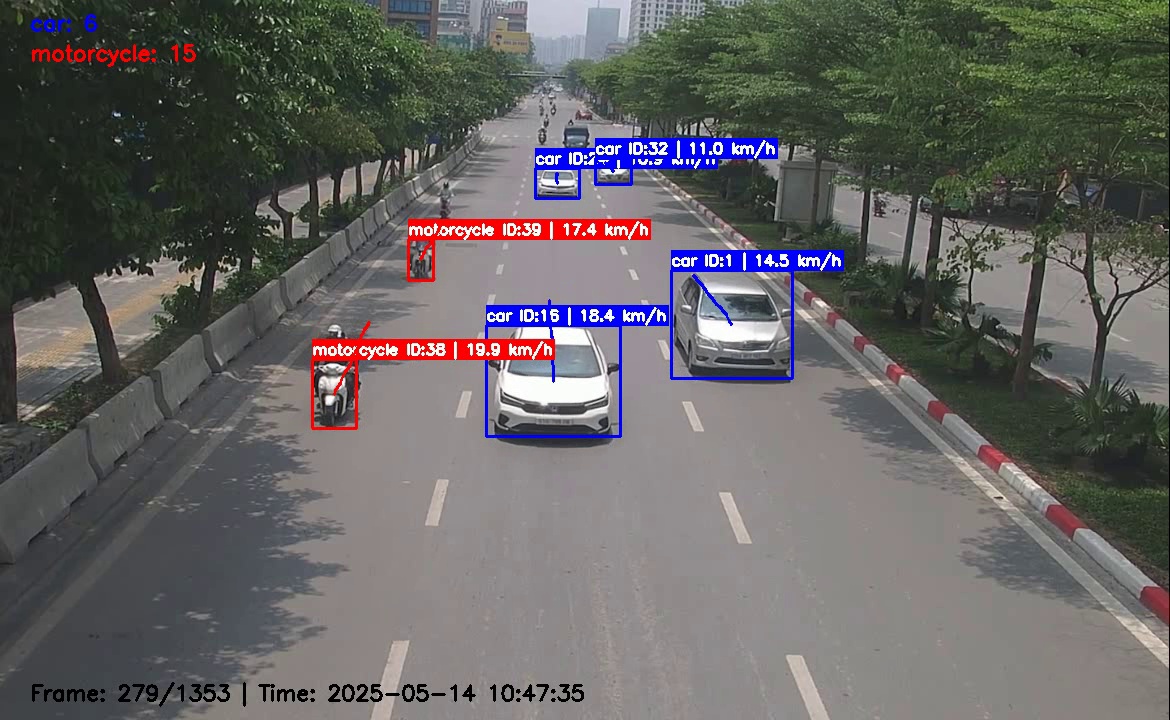 car: 6
motorcycle: 15
car ID:32 | 11.0 km/h
motorcycle ID:39 | 17.4 km/h
car ID:1 | 14.5 km/h
car ID:16 | 18.4 km/h
motorcycle ID:38 | 19.9 km/h
Frame: 279/1353 | Time: 2025-05-14 10:47:35